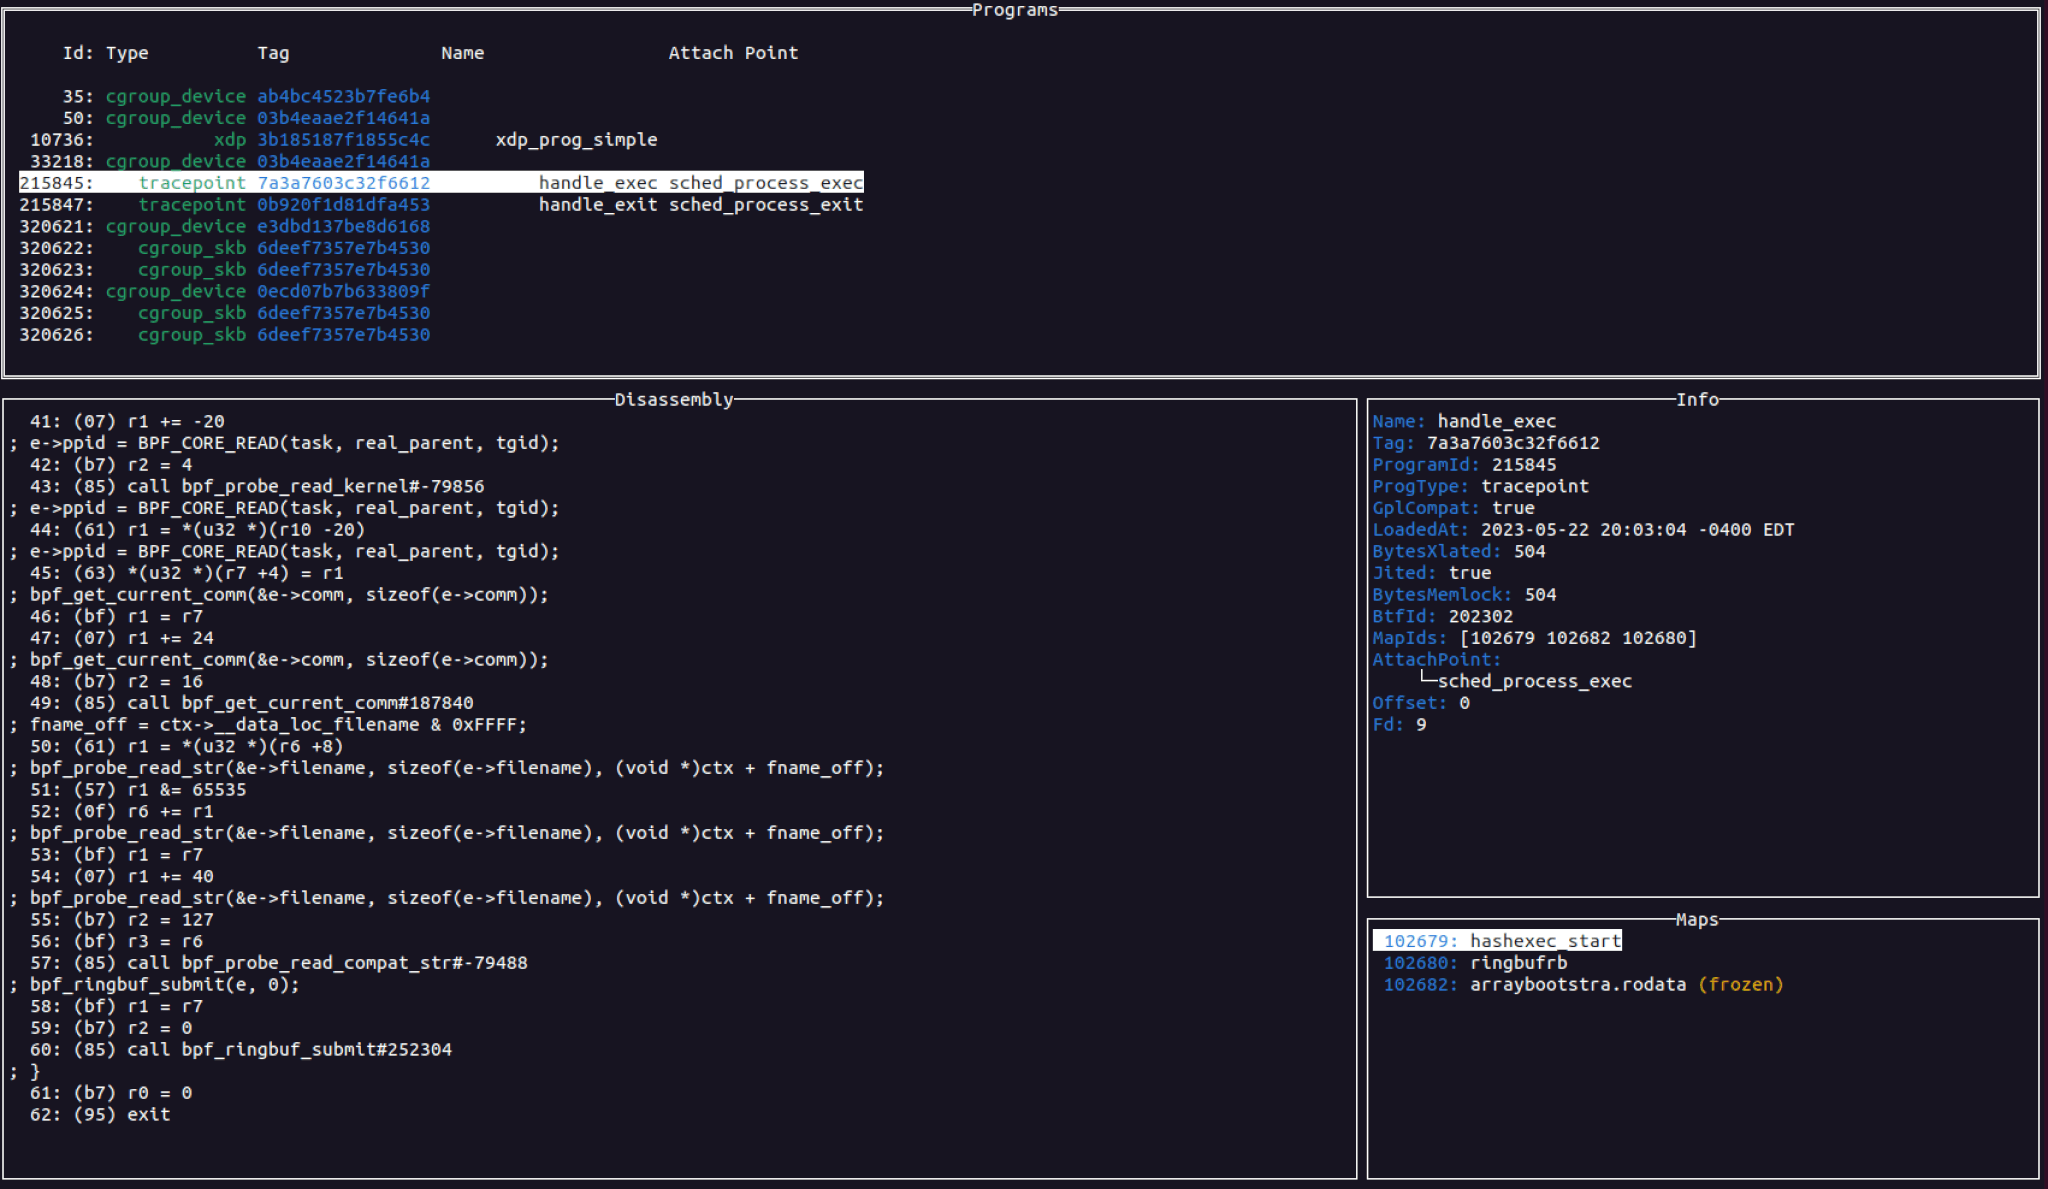 Programs
Id: Type Tag Name Attach Point
35: cgroup_device ab4bc4523b7fe6b4
50: cgroup_device 03b4eaae2f14641a
10736: xdp 3b185187f1855c4c xdp_prog_simple
33218: cgroup_device 03b4eaae2f14641a
215845: tracepoint 7a3a7603c32f6612 handle_exec sched_process_exec
215847: tracepoint 0b920f1d81dfa453 handle_exit sched_process_exit
320621: cgroup_device e3dbd137be8d6168
320622: cgroup_skb 6deef7357e7b4530
320623: cgroup_skb 6deef7357e7b4530
320624: cgroup_device 0ecd07b7b633809f
320625: cgroup_skb 6deef7357e7b4530
320626: cgroup_skb 6deef7357e7b4530
Disassembly
41: (07) r1 += -20
; e->ppid = BPF_CORE_READ(task, real_parent, tgid);
42: (b7) r2 = 4
43: (85) call bpf_probe_read_kernel#-79856
; e->ppid = BPF_CORE_READ(task, real_parent, tgid);
44: (61) r1 = *(u32 *)(r10 -20)
; e->ppid = BPF_CORE_READ(task, real_parent, tgid);
45: (63) *(u32 *)(r7 +4) = r1
; bpf_get_current_comm(&e->comm, sizeof(e->comm));
46: (bf) r1 = r7
47: (07) r1 += 24
; bpf_get_current_comm(&e->comm, sizeof(e->comm));
48: (b7) r2 = 16
49: (85) call bpf_get_current_comm#187840
; fname_off = ctx->__data_loc_filename & 0xFFFF;
50: (61) r1 = *(u32 *)(r6 +8)
; bpf_probe_read_str(&e->filename, sizeof(e->filename), (void *)ctx + fname_off);
51: (57) r1 &= 65535
52: (0f) r6 += r1
; bpf_probe_read_str(&e->filename, sizeof(e->filename), (void *)ctx + fname_off);
53: (bf) r1 = r7
54: (07) r1 += 40
; bpf_probe_read_str(&e->filename, sizeof(e->filename), (void *)ctx + fname_off);
55: (b7) r2 = 127
56: (bf) r3 = r6
57: (85) call bpf_probe_read_compat_str#-79488
; bpf_ringbuf_submit(e, 0);
58: (bf) r1 = r7
59: (b7) r2 = 0
60: (85) call bpf_ringbuf_submit#252304
; }
61: (b7) r0 = 0
62: (95) exit
Info
Name: handle_exec
Tag: 7a3a7603c32f6612
ProgramId: 215845
ProgType: tracepoint
GplCompat: true
LoadedAt: 2023-05-22 20:03:04 -0400 EDT
BytesXlated: 504
Jited: true
BytesMemlock: 504
BtfId: 202302
MapIds: [102679 102682 102680]
AttachPoint:
└─sched_process_exec
Offset: 0
Fd: 9
Maps
102679: hashexec_start
102680: ringbufrb
102682: arraybootstra.rodata (frozen)